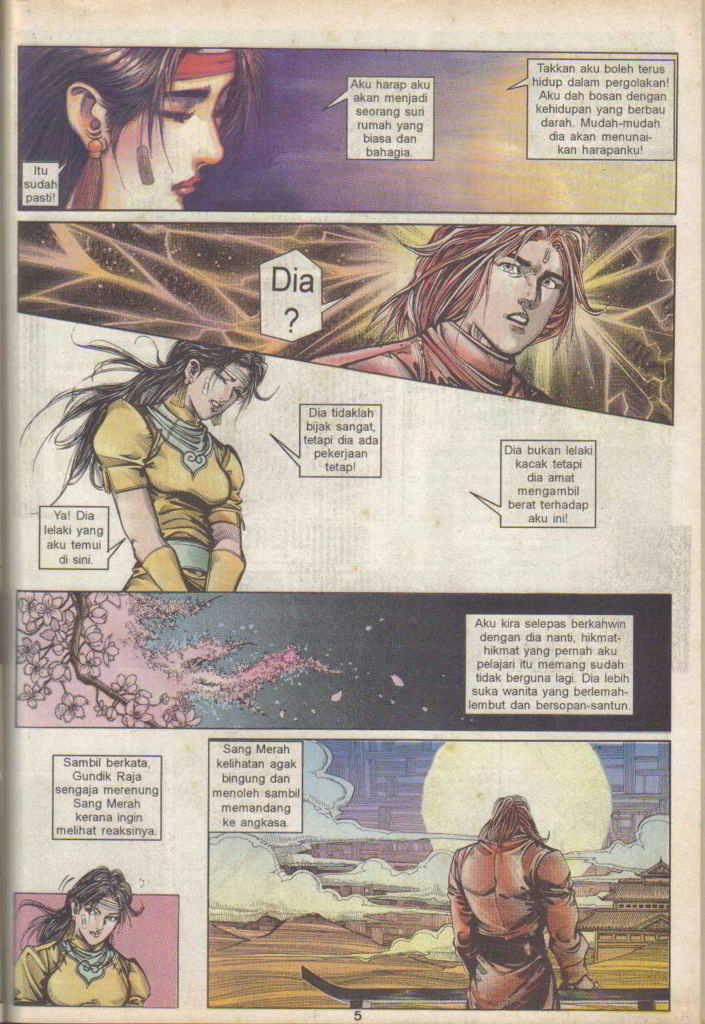 Itu
sudah
pasti!
Aku harap aku
akan menjadi
seorang suri
rumah yang
biasa dan
bahagia.
Takkan aku boleh terus
hidup dalam pergolakan!
Aku dah bosan dengan
kehidupan yang berbau
darah. Mudah-mudah
dia akan menunai-
kan harapanku!
Dia
?
Ya! Dia
lelaki yang
aku temui
di sini.
Dia tidaklah
bijak sangat,
tetapi dia ada
pekerjaan
tetap!
Dia bukan lelaki
kacak tetapi
dia amat
mengambil
berat terhadap
aku ini!
Aku kira selepas berkahwin
dengan dia nanti, hikmat-
hikmat yang pernah aku
pelajari itu memang sudah
tidak berguna lagi. Dia lebih
suka wanita yang berlemah-
lembut dan bersopan-santun.
Sambil berkata,
Gundik Raja
sengaja merenung
Sang Merah
kerana ingin
melihat reaksinya.
Sang Merah
kelihatan agak
bingung dan
menoleh sambil
memandang
ke angkasa.
5